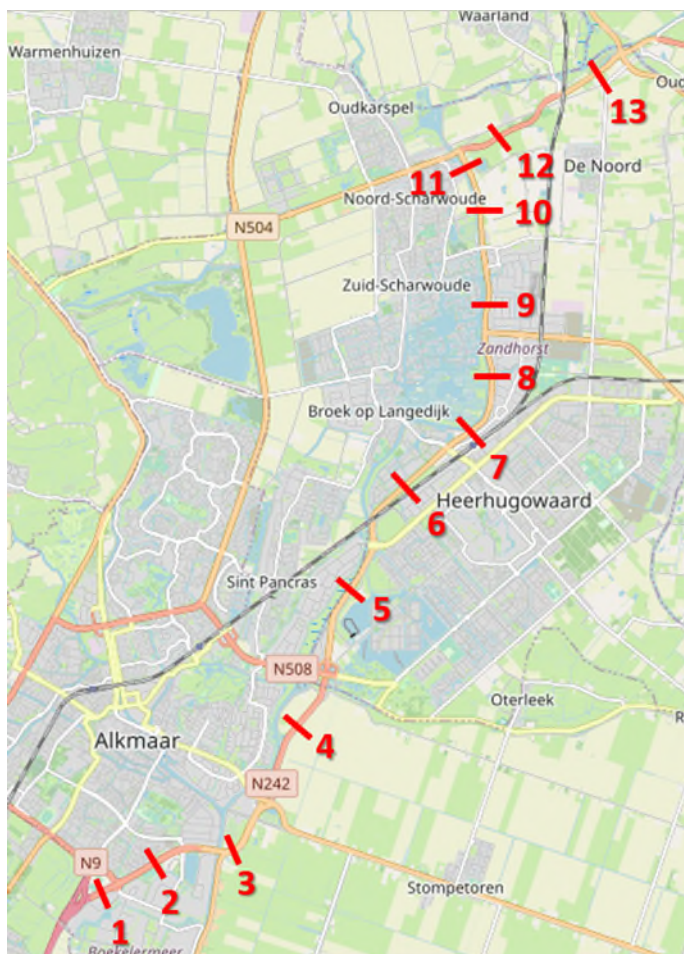 Waarland
Warmenhuizen
Oud
Oudkarspel
13
12
De Noord
11
Noord-Scharwoude
10
N504
Zuid-Scharwoude
9
Zandhorst
8
Broek op Langedijk
7
Heerhugowaard
6
Sint Pancras
5
N508
Oterleek
R
4
Alkmaar
N242
3
N9
2
Stompetoren
1
Boekelermeer